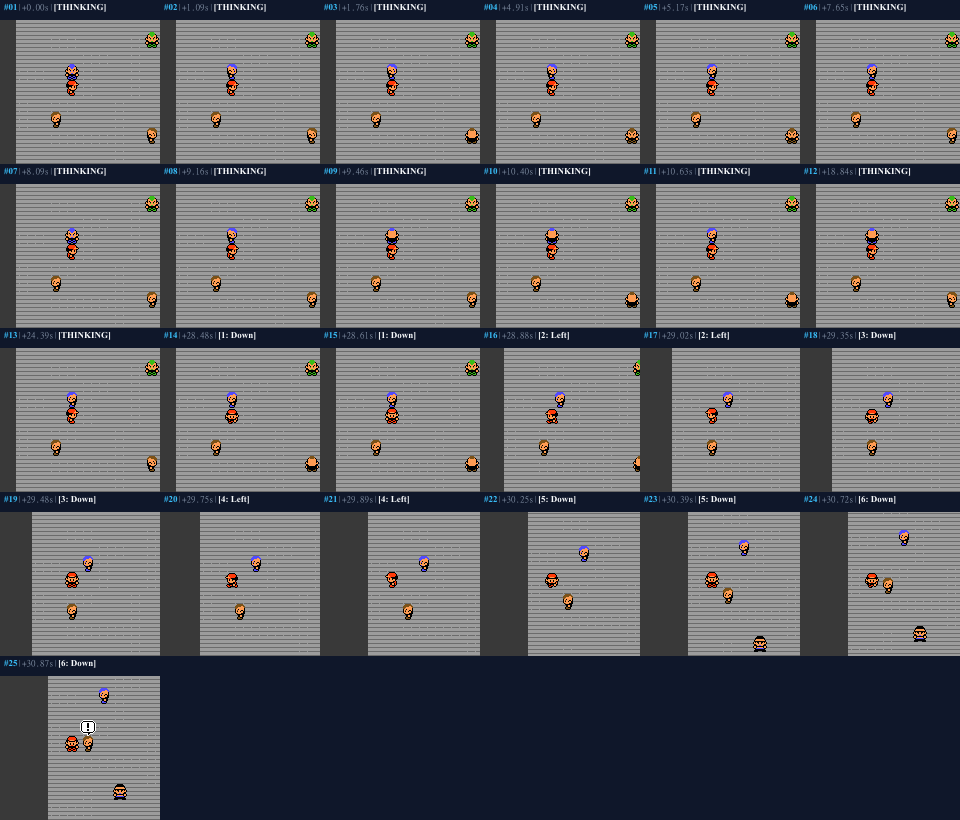 #01|+0.00s|[THINKING] #02|+1.09s|[THINKING] #03|+1.76s|[THINKING] #04|+4.91s|[THINKING] #05|+5.17s|[THINKING] #06|+7.65s|[THINKING]
#07|+8.09s|[THINKING] #08|+9.16s|[THINKING] #09|+9.46s|[THINKING] #10|+10.40s|[THINKING] #11|+10.63s|[THINKING] #12|+18.84s|[THINKING]
#13|+24.39s|[THINKING] #14|+28.48s|[1: Down] #15|+28.61s|[1: Down] #16|+28.88s|[2: Left] #17|+29.02s|[2: Left] #18|+29.35s|[3: Down]
#19|+29.48s|[3: Down] #20|+29.75s|[4: Left] #21|+29.89s|[4: Left] #22|+30.25s|[5: Down] #23|+30.39s|[5: Down] #24|+30.72s|[6: Down]
#25|+30.87s|[6: Down]
!